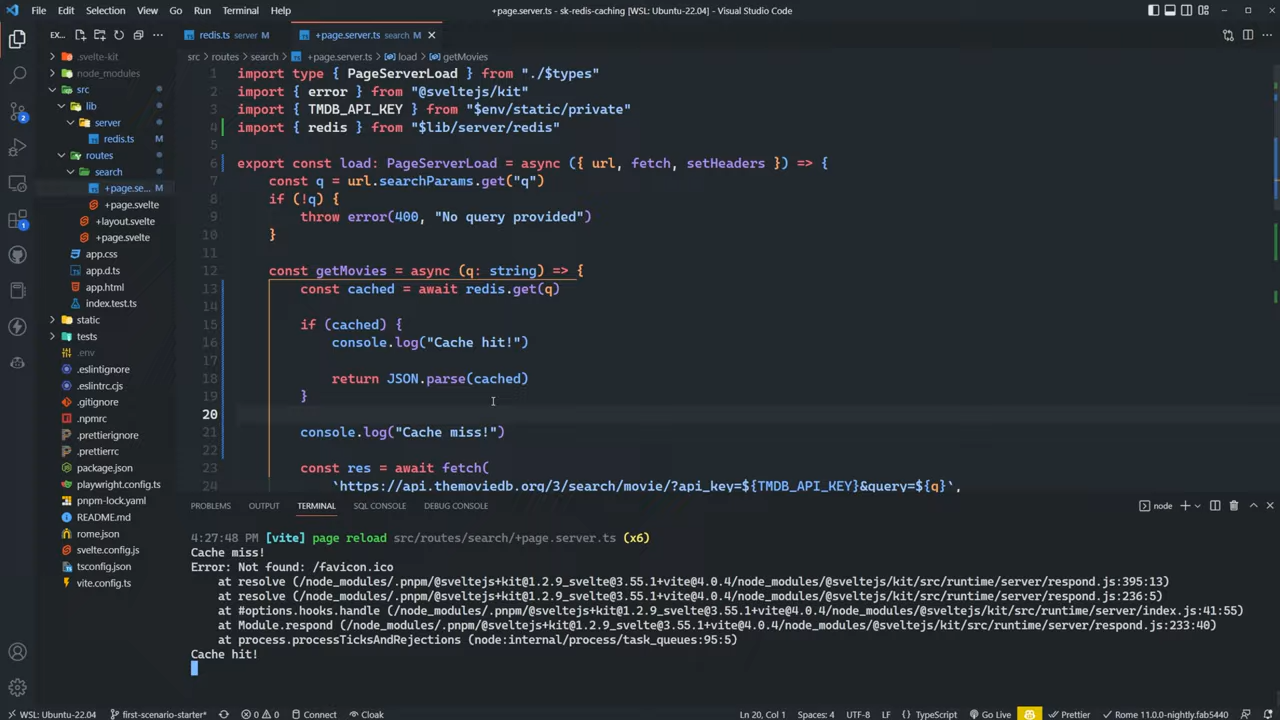 File Edit Selection View Go Run Terminal Help
+page.server.ts - sk-redis-caching [WSL: Ubuntu-22.04] - Visual Studio Code
EX...
redis.ts server M
+page.server.ts search M
src > routes > search > +page.server.ts > load > getMovies
.svelte-kit
node_modules
src
lib
server
redis.ts M
routes
search
+page.se... M
+page.svelte
+layout.svelte
+page.svelte
app.css
app.d.ts
app.html
index.test.ts
static
tests
.env
.eslintignore
.eslintrc.cjs
.gitignore
.npmrc
.prettierignore
.prettierrc
package.json
playwright.config.ts
pnpm-lock.yaml
README.md
rome.json
svelte.config.js
tsconfig.json
vite.config.ts
2
1
1 import type { PageServerLoad } from "./$types"
2 import { error } from "@sveltejs/kit"
3 import { TMDB_API_KEY } from "$env/static/private"
4 import { redis } from "$lib/server/redis"
5
6 export const load: PageServerLoad = async ({ url, fetch, setHeaders }) => {
7 const q = url.searchParams.get("q")
8 if (!q) {
9 throw error(400, "No query provided")
10 }
11
12 const getMovies = async (q: string) => {
13 const cached = await redis.get(q)
14
15 if (cached) {
16 console.log("Cache hit!")
17
18 return JSON.parse(cached)
19 }
20
21 console.log("Cache miss!")
22
23 const res = await fetch(
24 `https://api.themoviedb.org/3/search/movie/?api_key=${TMDB_API_KEY}&query=${q}`,
PROBLEMS OUTPUT TERMINAL SQL CONSOLE DEBUG CONSOLE
node
4:27:48 PM [vite] page reload src/routes/search/+page.server.ts (x6)
Cache miss!
Error: Not found: /favicon.ico
at resolve (/node_modules/.pnpm/@sveltejs+kit@1.2.9_svelte@3.55.1+vite@4.0.4/node_modules/@sveltejs/kit/src/runtime/server/respond.js:395:13)
at resolve (/node_modules/.pnpm/@sveltejs+kit@1.2.9_svelte@3.55.1+vite@4.0.4/node_modules/@sveltejs/kit/src/runtime/server/respond.js:236:5)
at #options.hooks.handle (/node_modules/.pnpm/@sveltejs+kit@1.2.9_svelte@3.55.1+vite@4.0.4/node_modules/@sveltejs/kit/src/runtime/server/index.js:41:55)
at Module.respond (/node_modules/.pnpm/@sveltejs+kit@1.2.9_svelte@3.55.1+vite@4.0.4/node_modules/@sveltejs/kit/src/runtime/server/respond.js:233:40)
at process.processTicksAndRejections (node:internal/process/task_queues:95:5)
Cache hit!
WSL: Ubuntu-22.04 first-scenario-starter* 0 0 Connect Cloak
Ln 20, Col 1 Spaces: 4 UTF-8 LF {} TypeScript Go Live Prettier Rome 11.0.0-nightly.fab5440